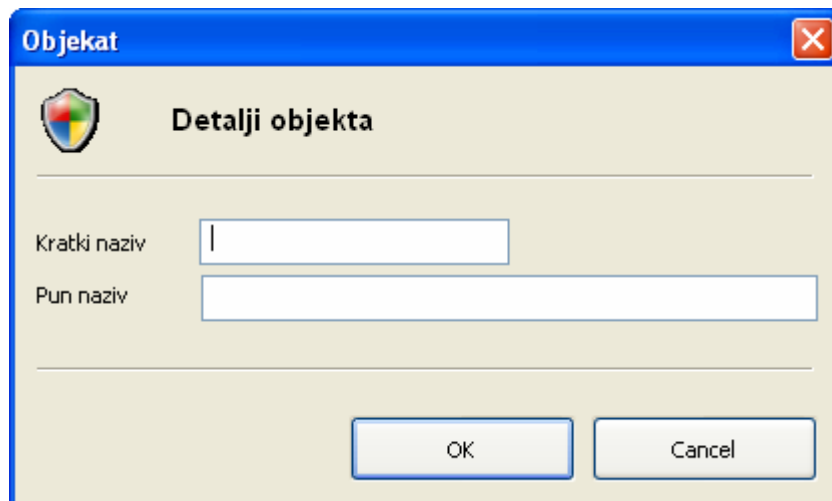 Objekat
Detalji objekta
Kratki naziv
Pun naziv
OK Cancel